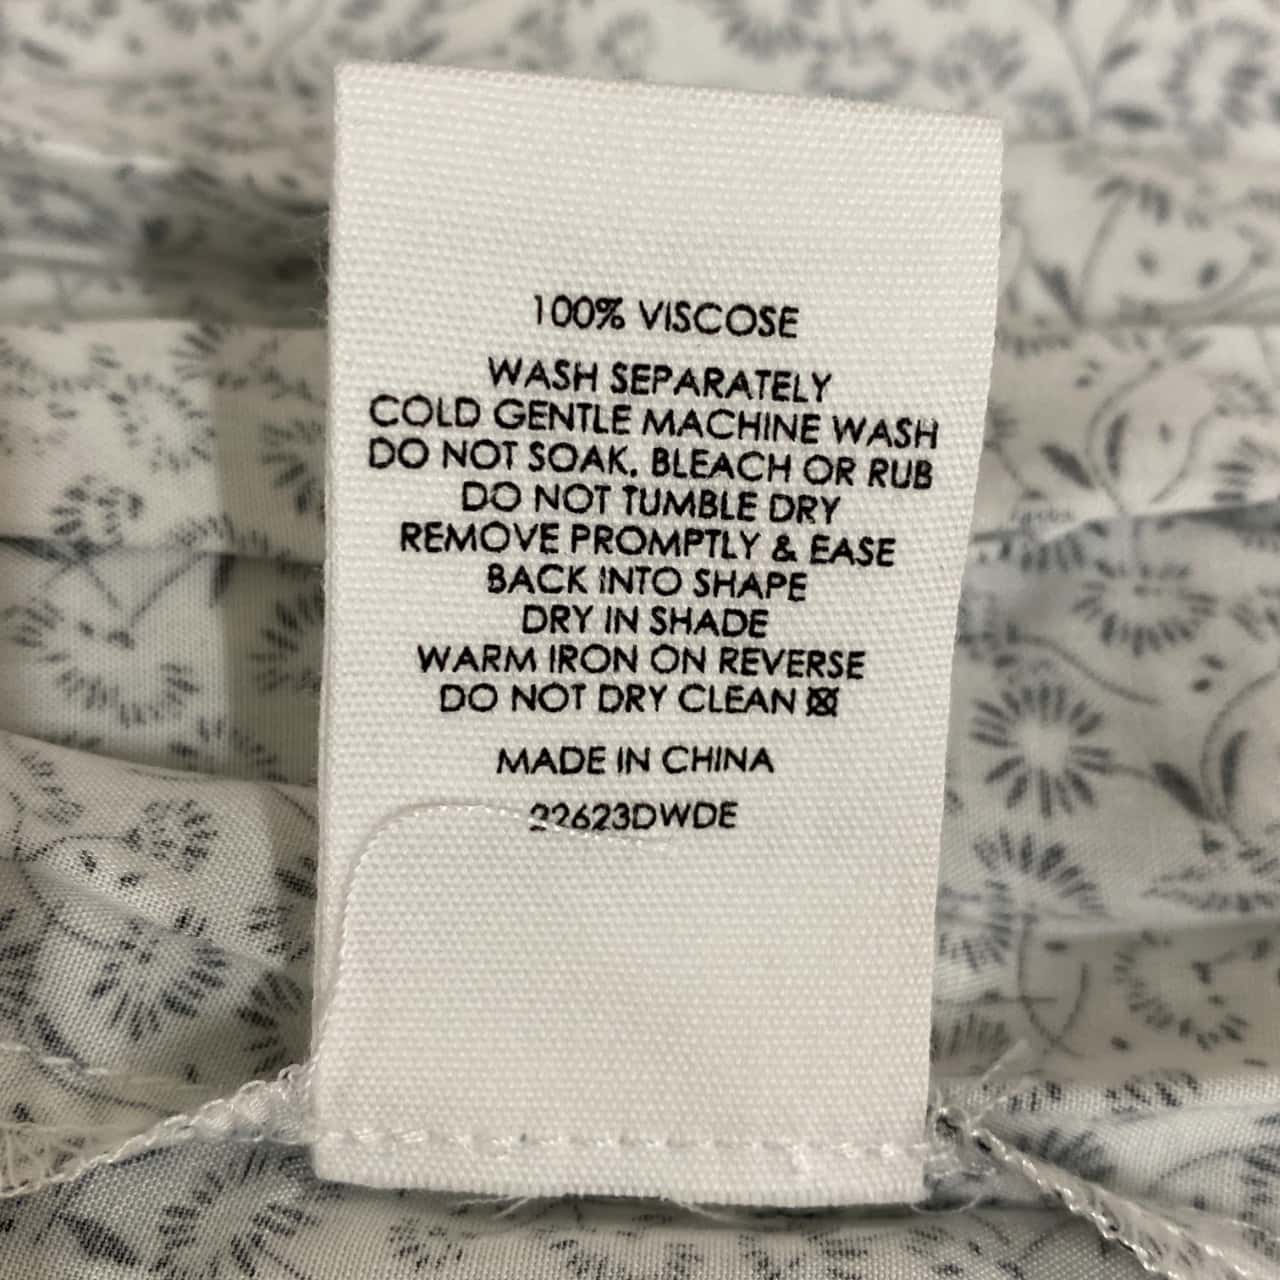 100% VISCOSE
WASH SEPARATELY
COLD GENTLE MACHINE WASH
DO NOT SOAK, BLEACH OR RUB
DO NOT TUMBLE DRY
REMOVE PROMPTLY & EASE
BACK INTO SHAPE
DRY IN SHADE
WARM IRON ON REVERSE
DO NOT DRY CLEAN
MADE IN CHINA
22623DWDE